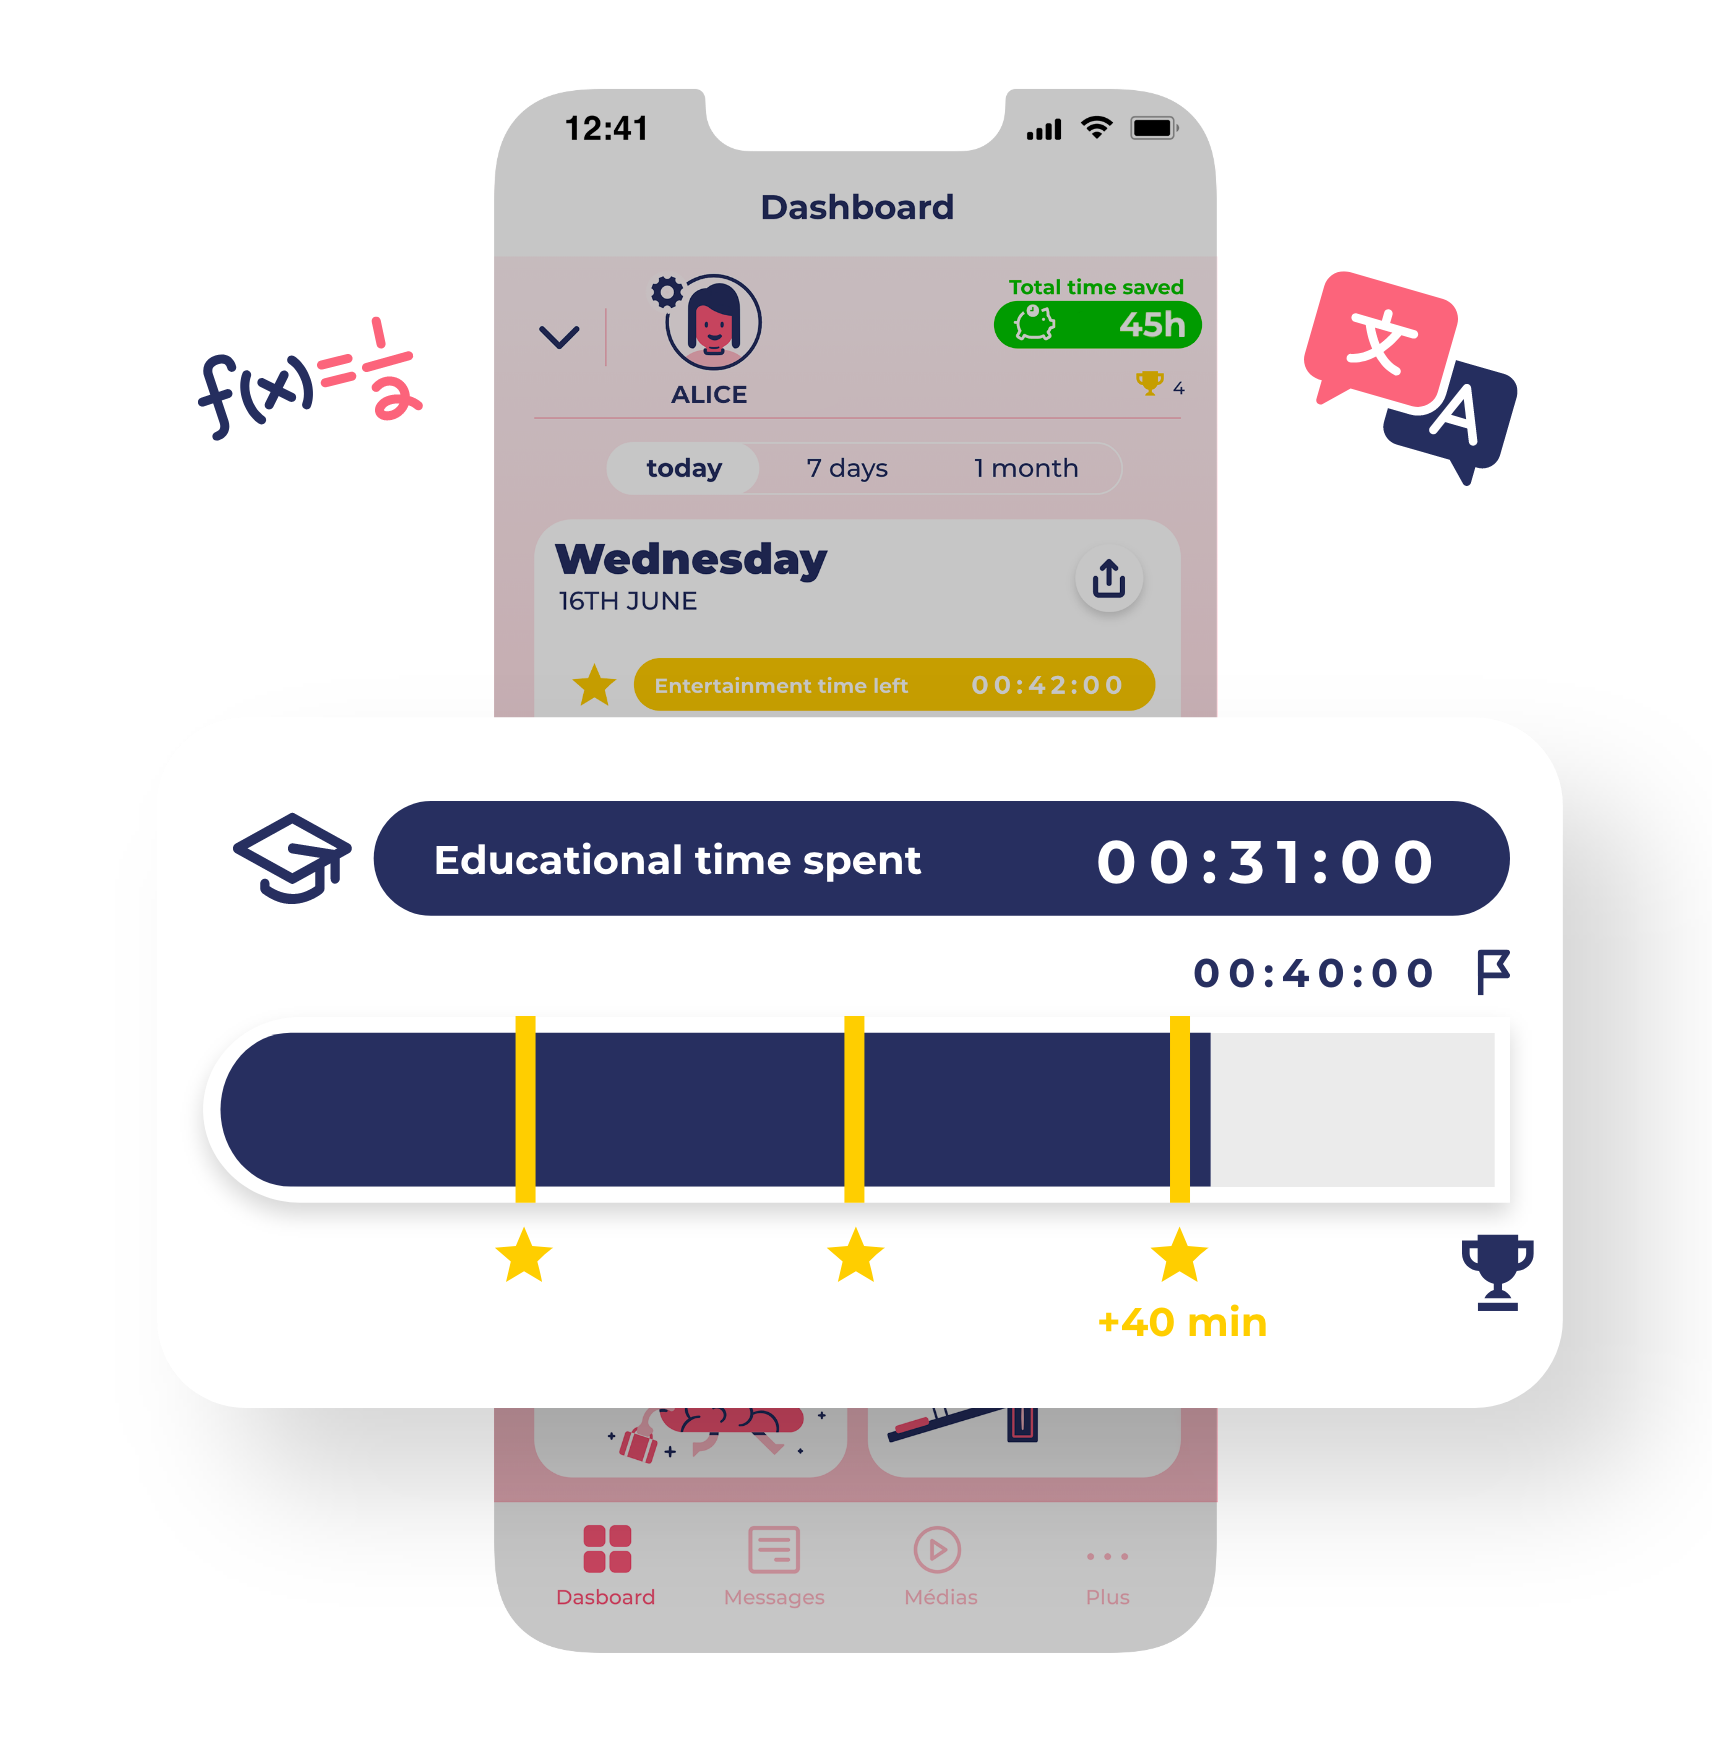 12:41
Dashboard
Total time saved
45h
ALICE
4
f(x)=1/2
文
A
today 7 days 1 month
Wednesday
16TH JUNE
Entertainment time left 00:42:00
Educational time spent 00:31:00
00:40:00
+40 min
Dasboard Messages Médias Plus